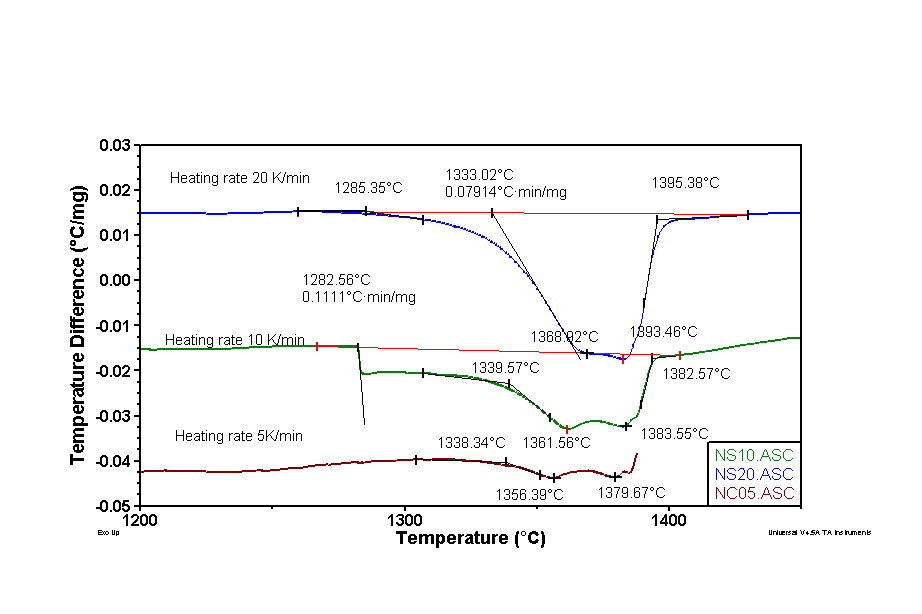 0.03
Heating rate 20 K/min
1285.35°C
1333.02°C
0.07914°C·min/mg
1395.38°C
0.02
0.01
0.00
1282.56°C
0.1111°C·min/mg
-0.01
Heating rate 10 K/min
1368.92°C
1393.46°C
-0.02
1339.57°C
1382.57°C
-0.03
Heating rate 5K/min
1338.34°C
1361.56°C
1383.55°C
-0.04
1356.39°C
1379.67°C
NS10.ASC
NS20.ASC
NC05.ASC
-0.05
1200
1300
1400
Temperature Difference (°C/mg)
Exo Up
Temperature (°C)
Universal V4.5A TA Instruments